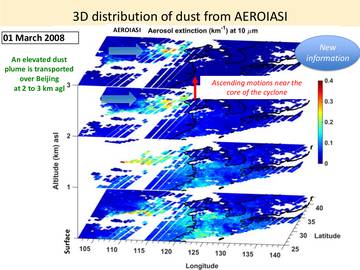 3D distribution of dust from AEROIASI
01 March 2008
AEROIASI Aerosol extinction (km⁻¹) at 10 µm
New
information
An elevated dust
plume is transported
over Beijing
at 2 to 3 km agl
Ascending motions near the
core of the cyclone
Altitude (km) asl
3
2
1
Surface
0.4
0.3
0.2
0.1
0
105 110 115 120 125 130 135 140 145
Longitude
25
30
35
40
Latitude